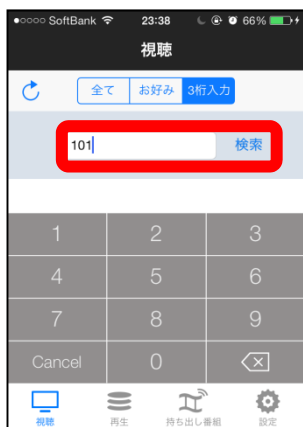 SoftBank 23:38 66%
視聴
全て お好み 3桁入力
101 検索
1 2 3
4 5 6
7 8 9
Cancel 0
視聴 再生 持ち出し番組 設定